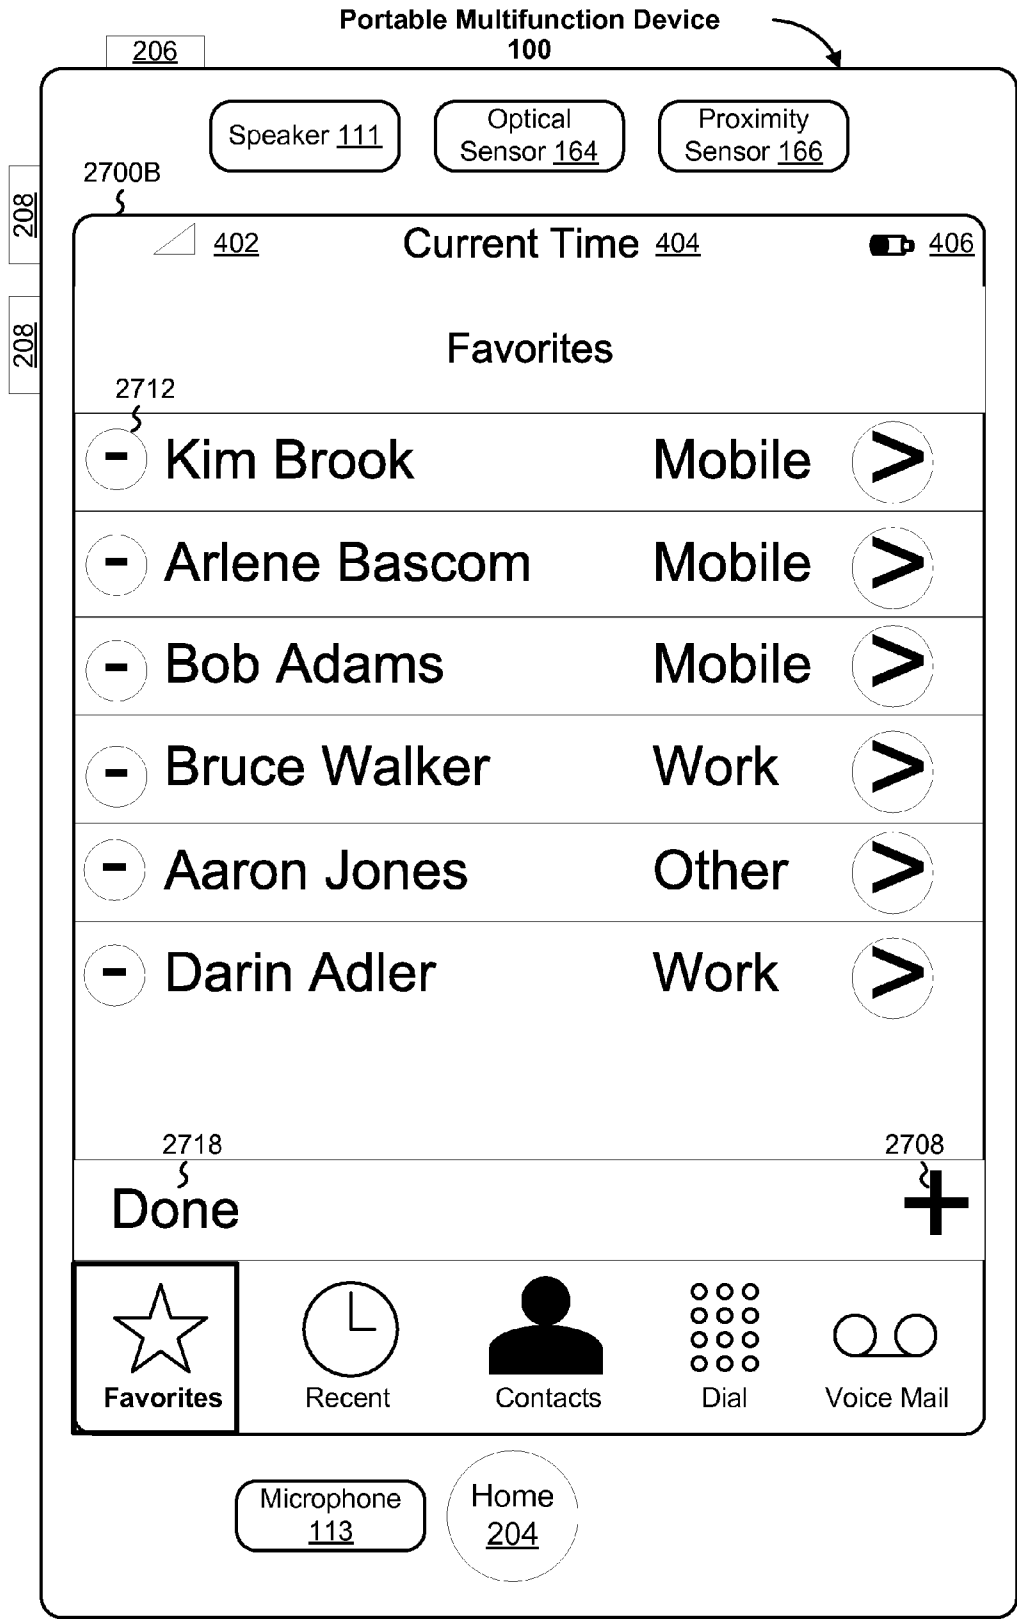 Portable Multifunction Device
100
206
Speaker 111
Optical
Sensor 164
Proximity
Sensor 166
2700B
208
402
Current Time 404
406
208
Favorites
2712
- Kim Brook Mobile >
- Arlene Bascom Mobile >
- Bob Adams Mobile >
- Bruce Walker Work >
- Aaron Jones Other >
- Darin Adler Work >
2718
2708
Done +
Favorites
Recent
Contacts
Dial
Voice Mail
Microphone
113
Home
204